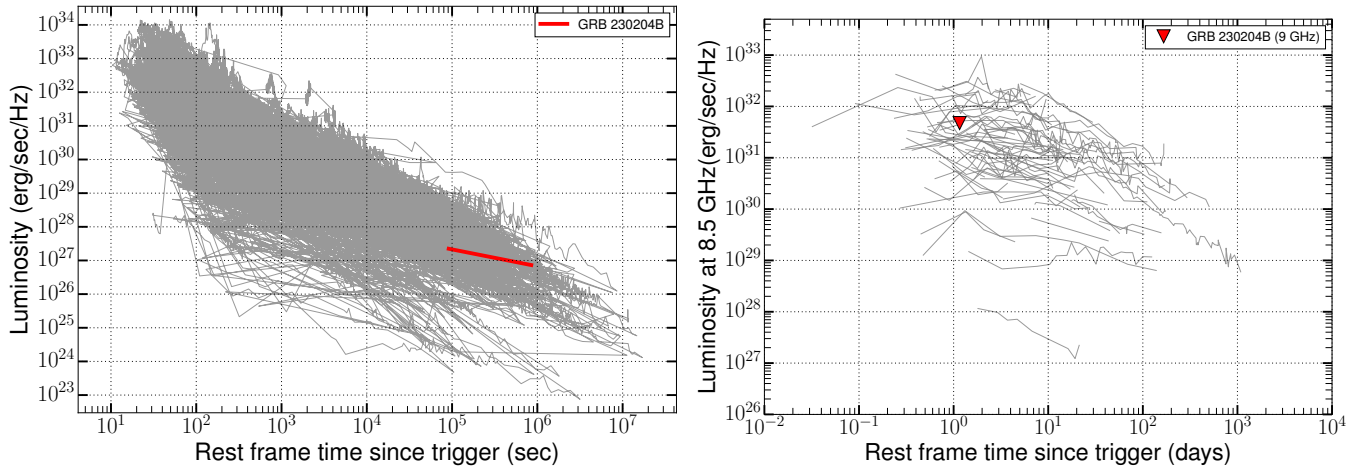 Luminosity (erg/sec/Hz)
10^34
10^33
10^32
10^31
10^30
10^29
10^28
10^27
10^26
10^25
10^24
10^23
GRB 230204B
10^1 10^2 10^3 10^4 10^5 10^6 10^7
Rest frame time since trigger (sec)
Luminosity at 8.5 GHz(erg/sec/Hz)
10^33
10^32
10^31
10^30
10^29
10^28
10^27
10^26
GRB 230204B (9 GHz)
10^−2 10^−1 10^0 10^1 10^2 10^3 10^4
Rest frame time since trigger (days)